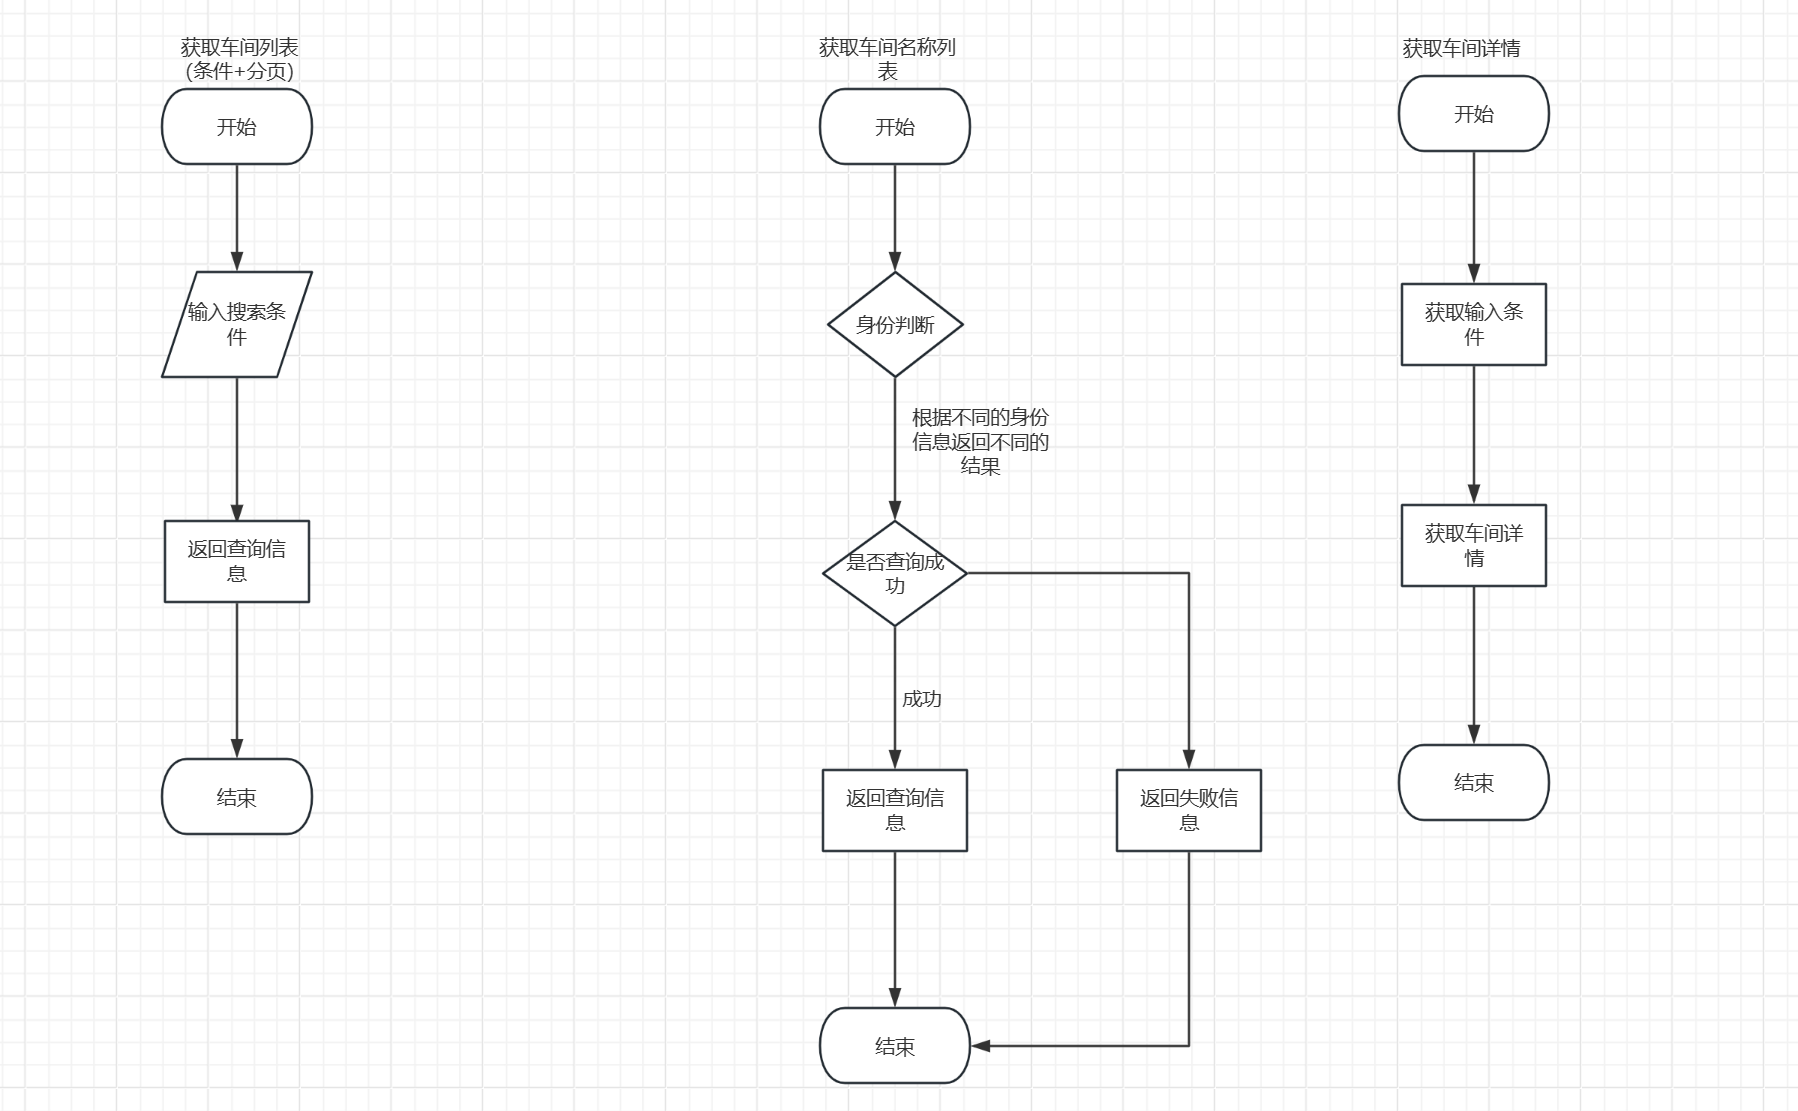 获取车间列表
(条件+分页)
开始
输入搜索条
件
返回查询信
息
结束
获取车间名称列
表
开始
身份判断
根据不同的身份
信息返回不同的
结果
是否查询成
功
成功
返回查询信
息
返回失败信
息
结束
获取车间详情
开始
获取输入条
件
获取车间详
情
结束